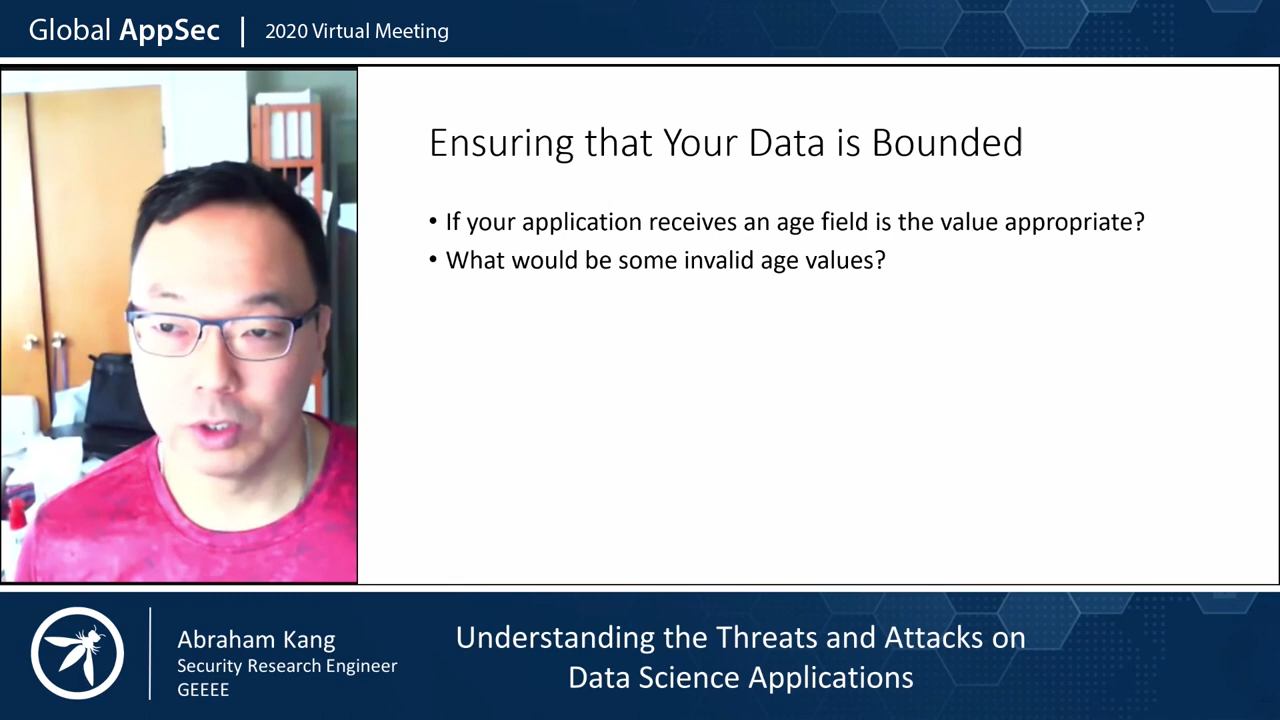 Global AppSec | 2020 Virtual Meeting
Ensuring that Your Data is Bounded
• If your application receives an age field is the value appropriate?
• What would be some invalid age values?
Abraham Kang
Security Research Engineer
GEEEE
Understanding the Threats and Attacks on
Data Science Applications